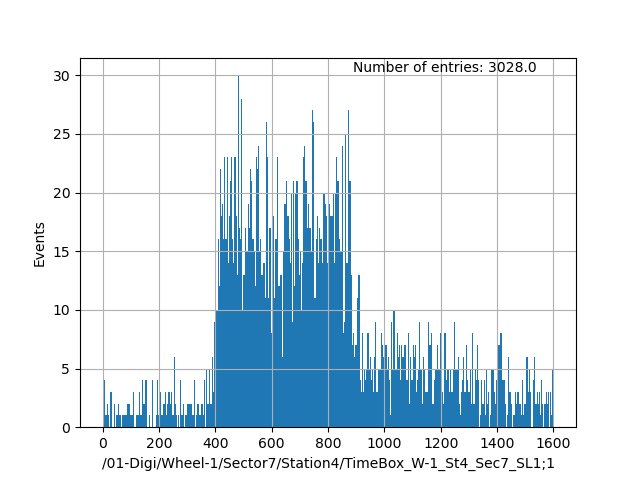 Number of entries: 3028.0
30
25
20
15
10
5
0
Events
0 200 400 600 800 1000 1200 1400 1600
/01-Digi/Wheel-1/Sector7/Station4/TimeBox_W-1_St4_Sec7_SL1;1